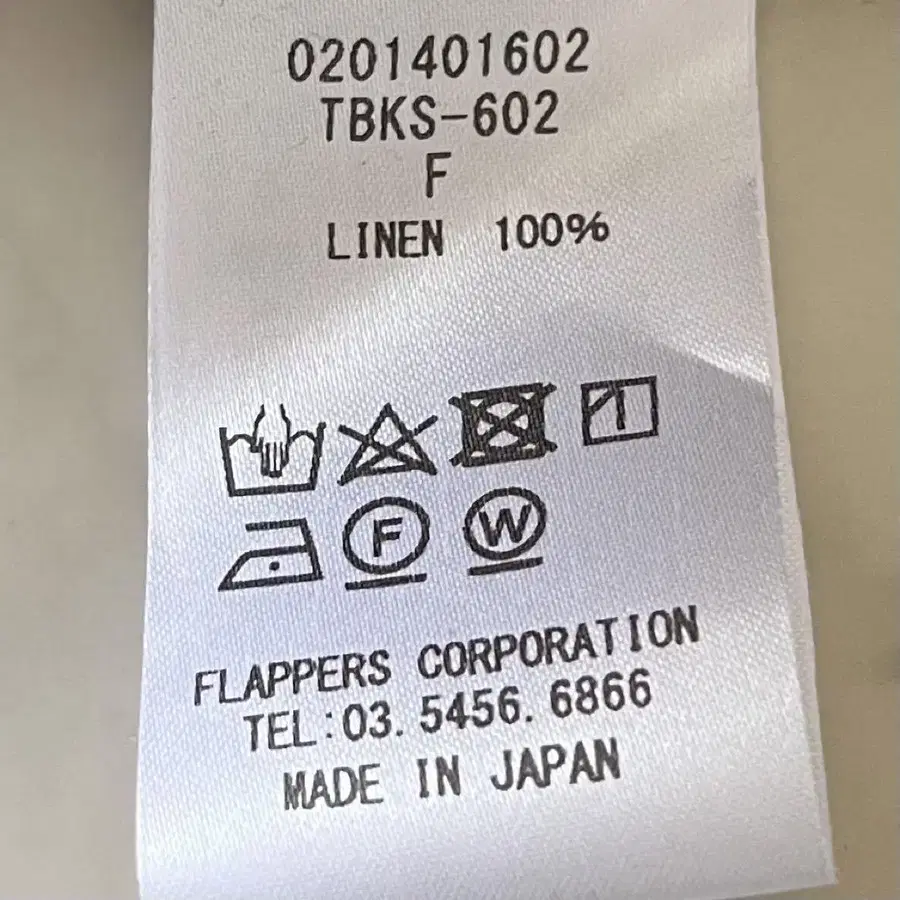 0201401602
TBKS-602
F
LINEN 100%
F W
FLAPPERS CORPORATION
TEL:03. 5456. 6866
MADE IN JAPAN